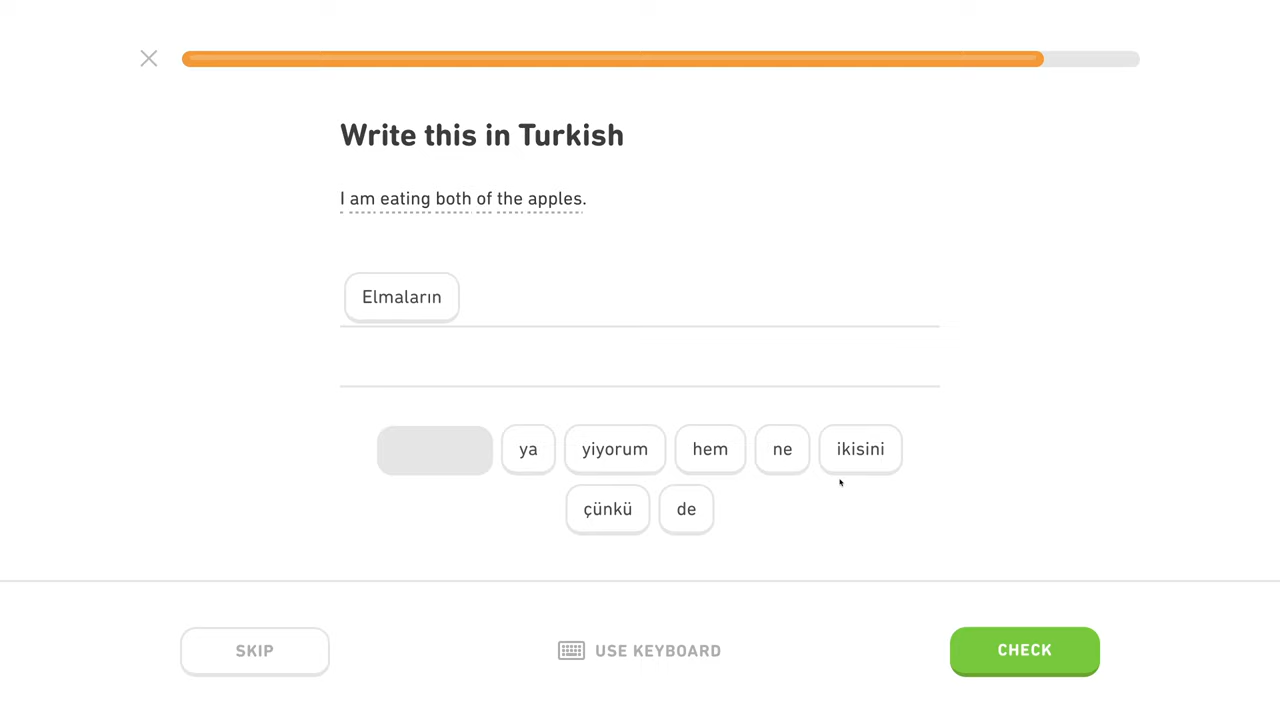 Write this in Turkish
I am eating both of the apples.
Elmaların
ya yiyorum hem ne ikisini
çünkü de
SKIP USE KEYBOARD CHECK